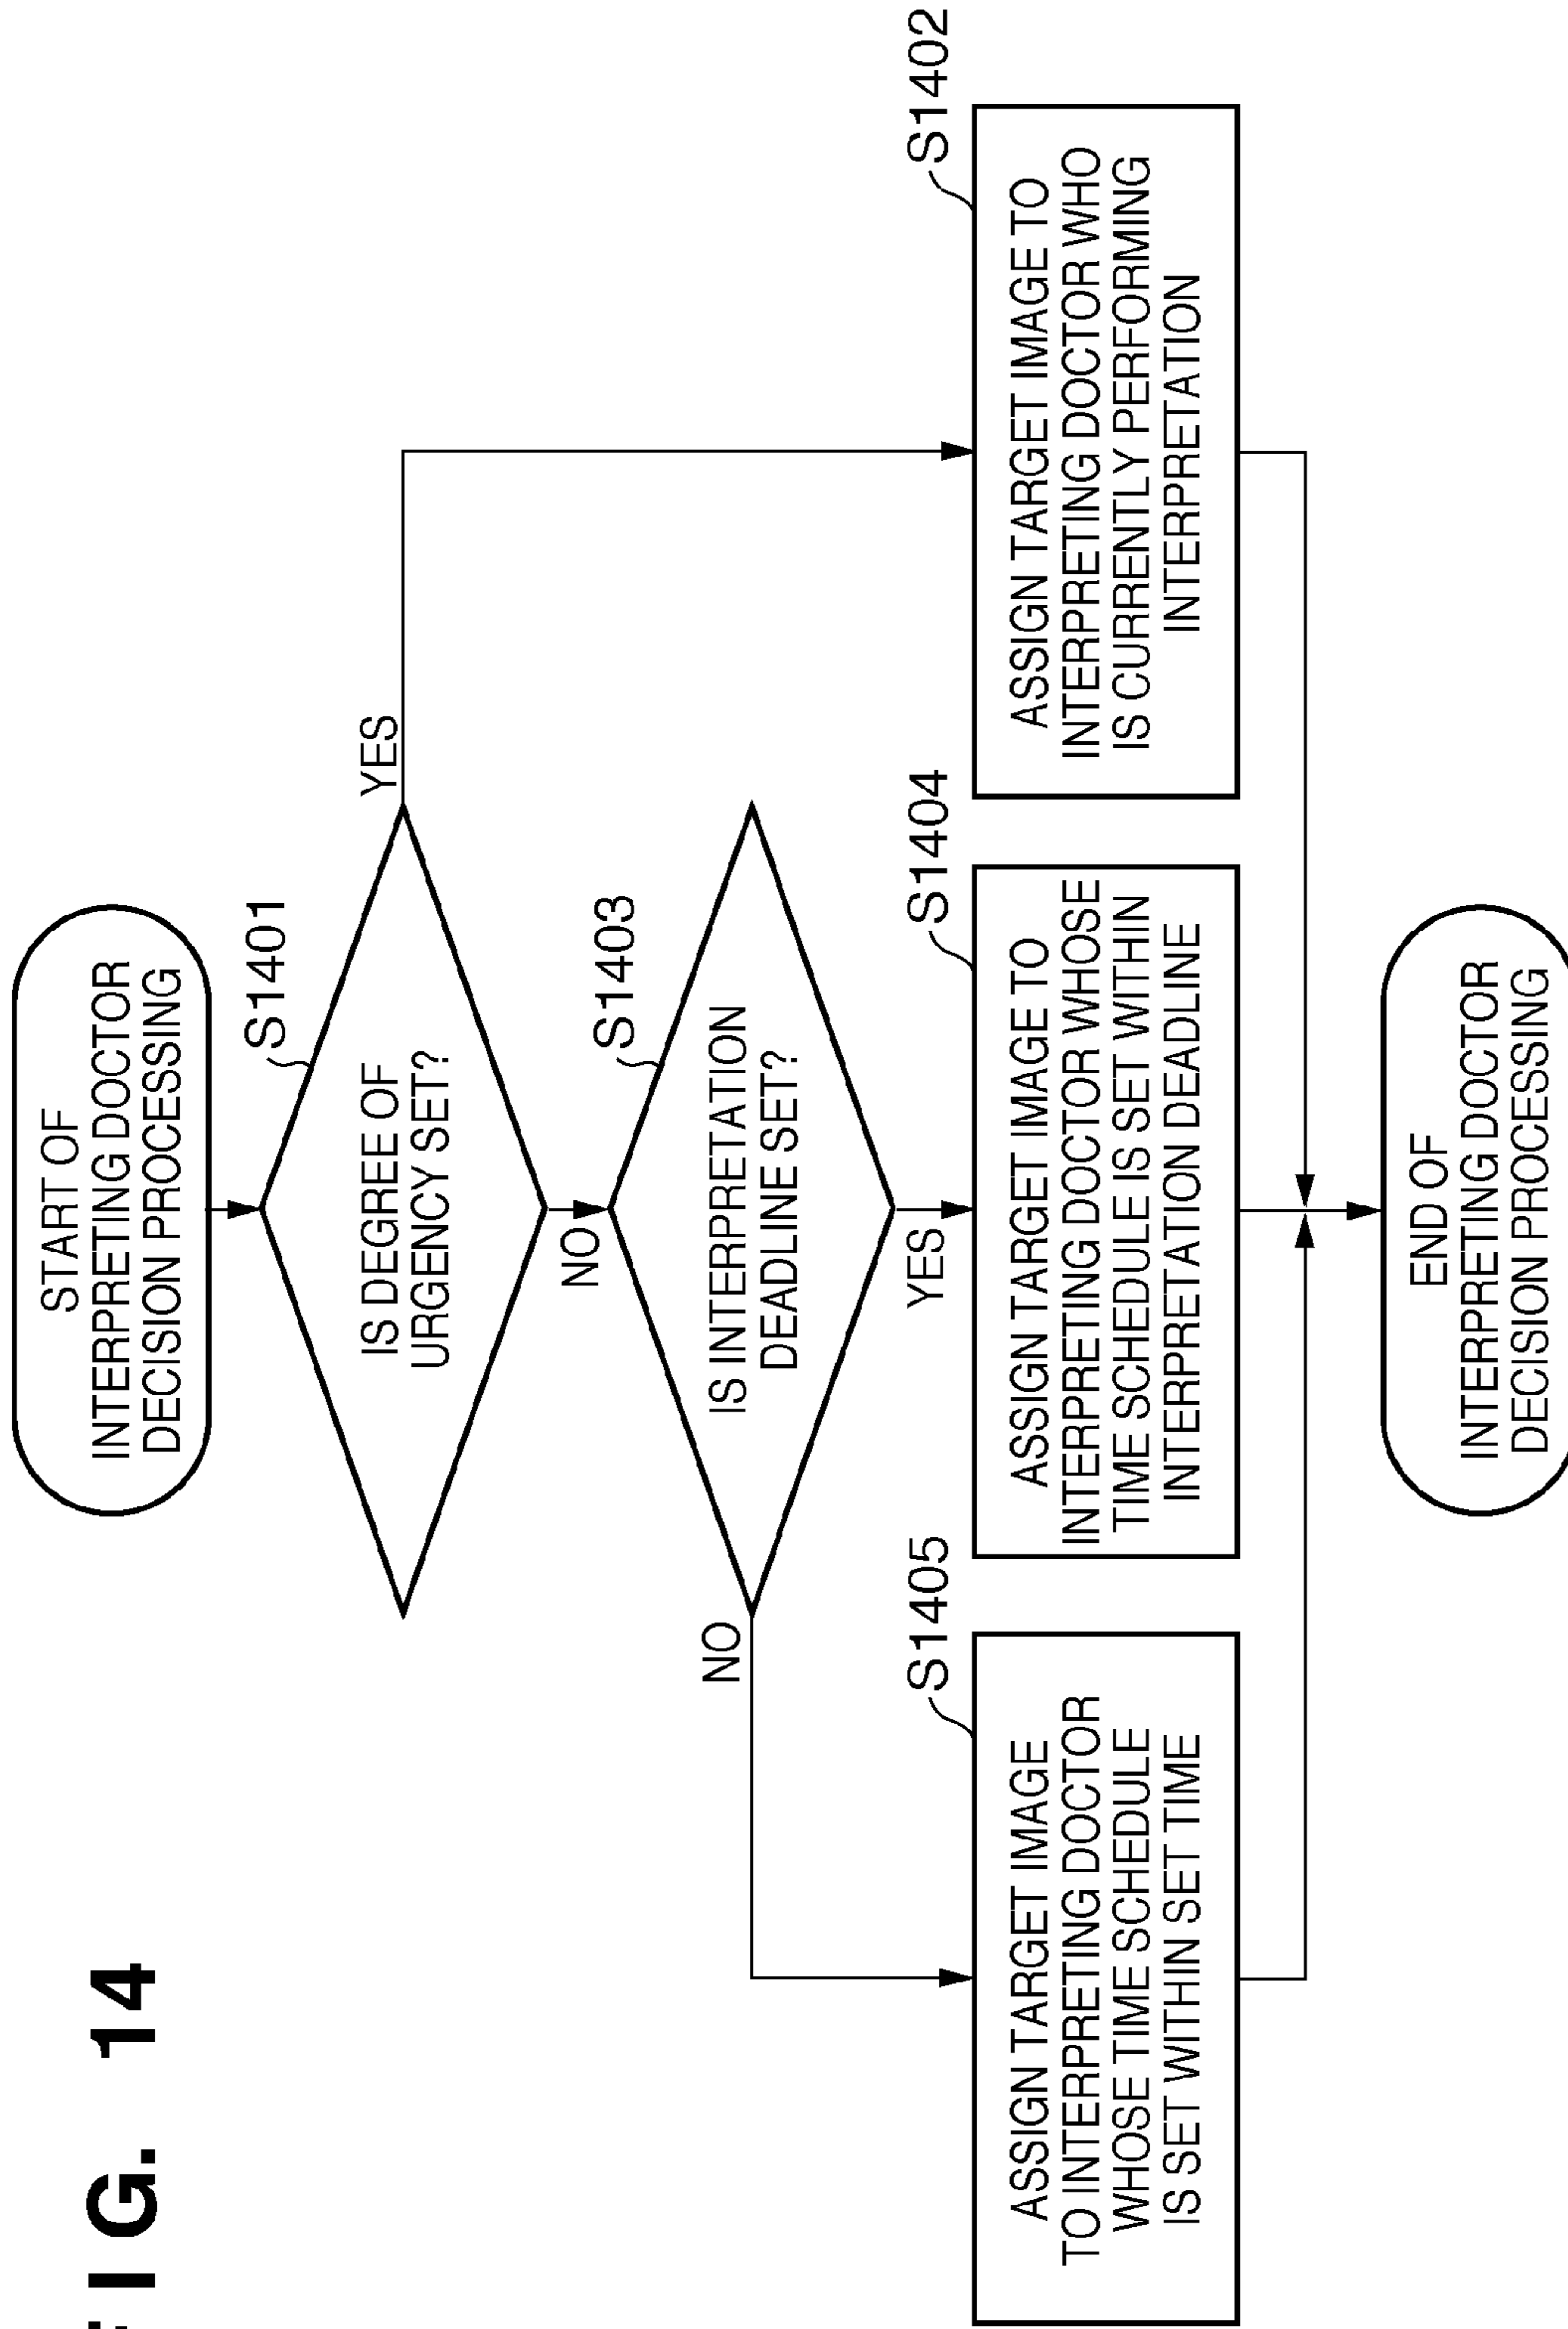 FIG. 14
START OF
INTERPRETING DOCTOR
DECISION PROCESSING
S1401
IS DEGREE OF
URGENCY SET?
YES
NO
S1403
IS INTERPRETATION
DEADLINE SET?
NO
YES
S1405
ASSIGN TARGET IMAGE
TO INTERPRETING DOCTOR
WHOSE TIME SCHEDULE
IS SET WITHIN SET TIME
S1404
ASSIGN TARGET IMAGE TO
INTERPRETING DOCTOR WHOSE
TIME SCHEDULE IS SET WITHIN
INTERPRETATION DEADLINE
S1402
ASSIGN TARGET IMAGE TO
INTERPRETING DOCTOR WHO
IS CURRENTLY PERFORMING
INTERPRETATION
END OF
INTERPRETING DOCTOR
DECISION PROCESSING